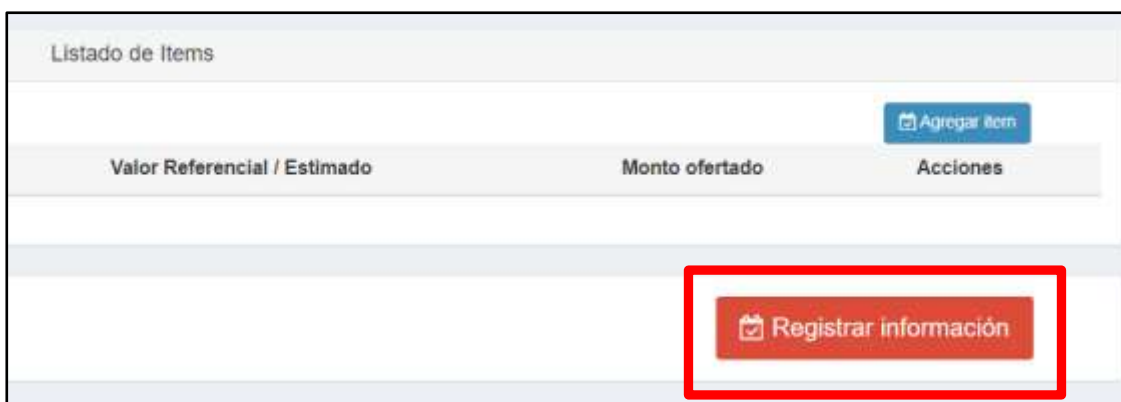 Listado de Items
Agregar item
Valor Referencial / Estimado Monto ofertado Acciones
Registrar información